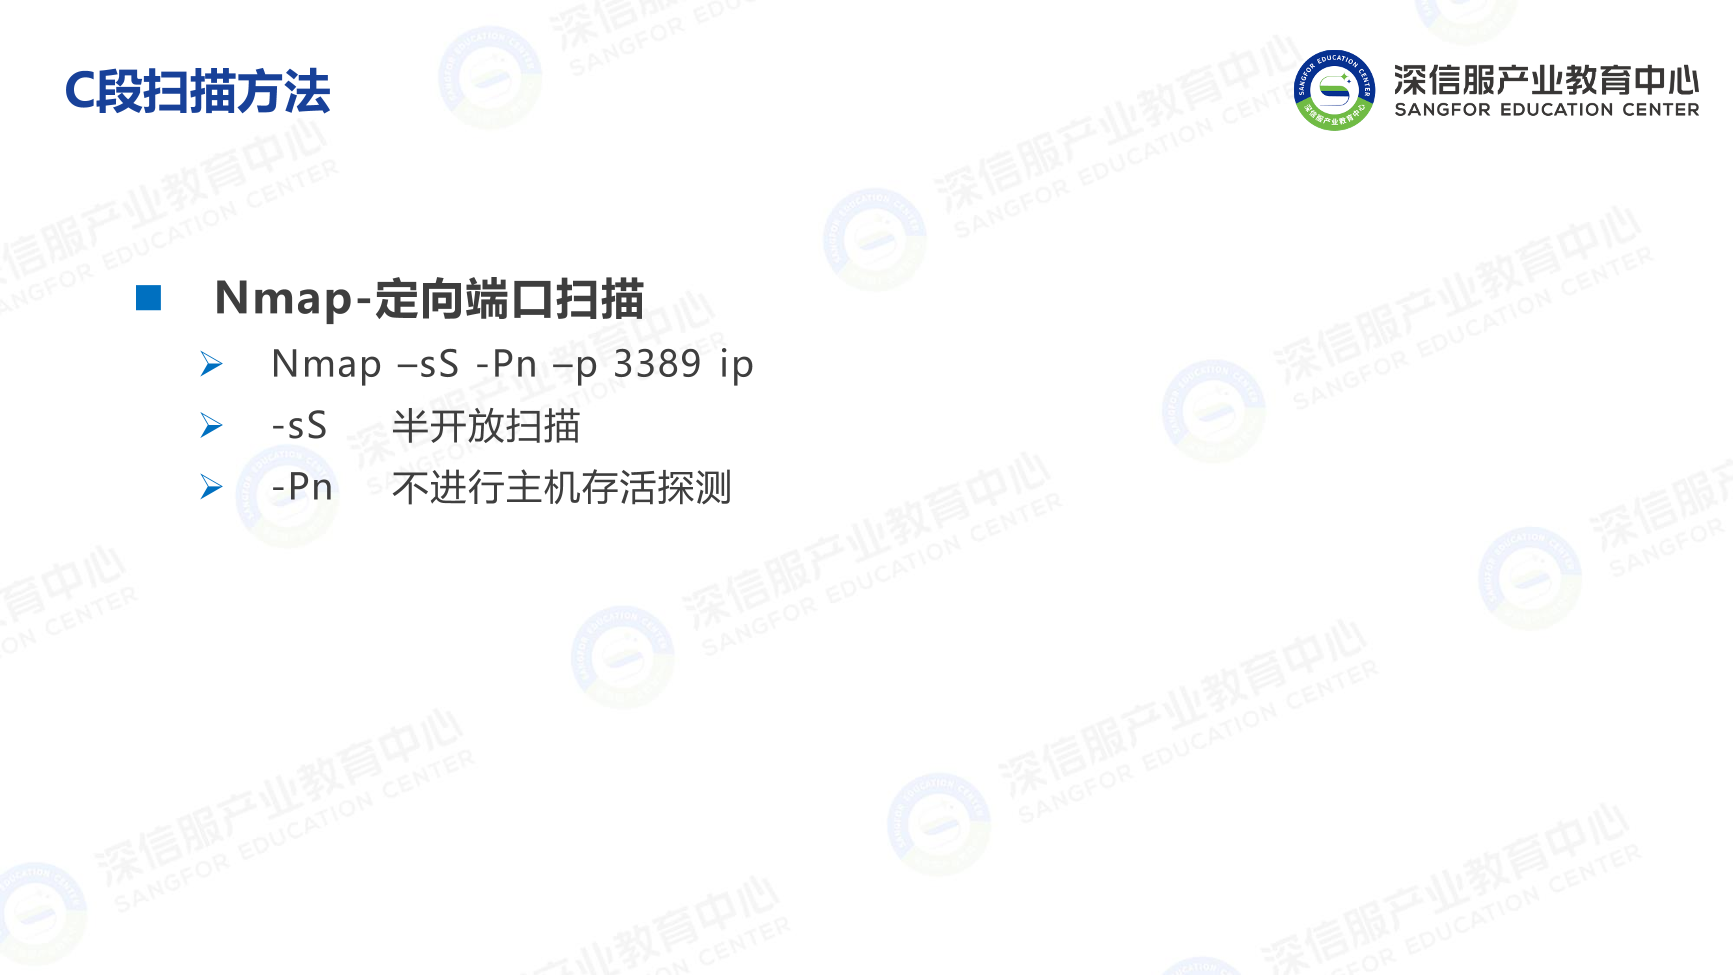 C段扫描方法
深信服产业教育中心
SANGFOR EDUCATION CENTER
Nmap-定向端口扫描
Nmap –sS -Pn –p 3389 ip
-sS 半开放扫描
-Pn 不进行主机存活探测